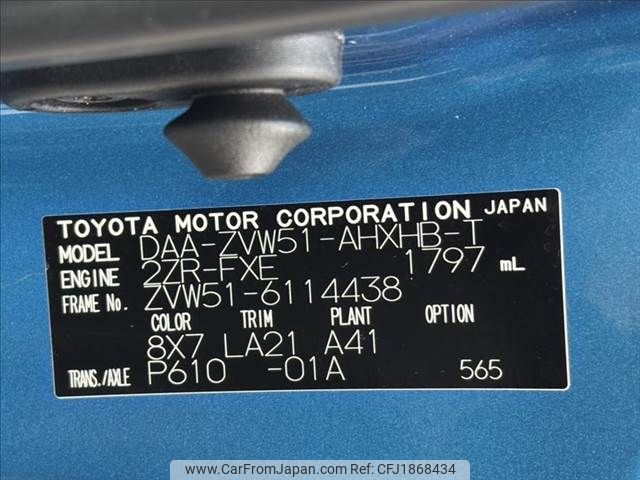 TOYOTA MOTOR CORPORATION JAPAN
MODEL DAA-ZVW51-AHXHB-T
ENGINE 2ZR-FXE 1797 mL
FRAME No. ZVW51-6114438
COLOR TRIM PLANT OPTION
8X7 LA21 A41
TRANS./AXLE P610 -01A 565
www.CarFromJapan.com - Ref No: CFJ1868434